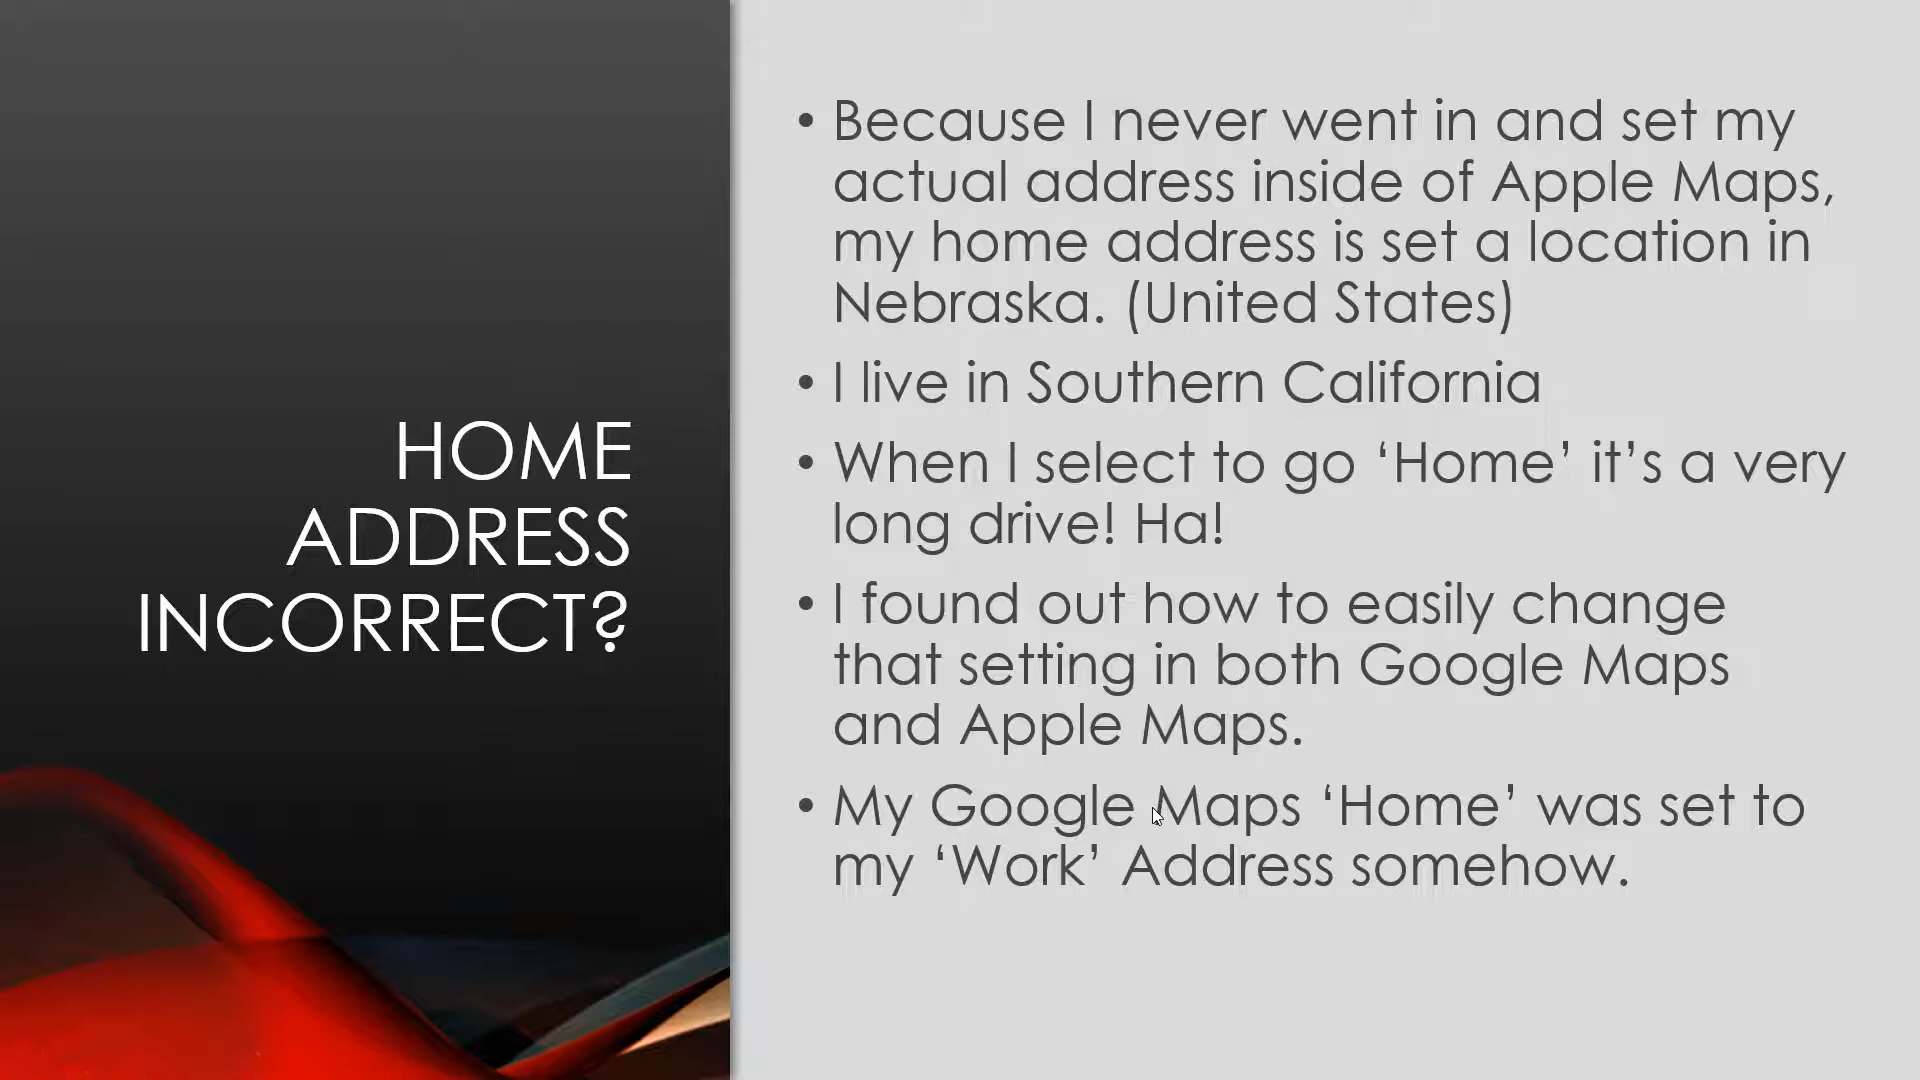 HOME
ADDRESS
INCORRECT?
• Because I never went in and set my
actual address inside of Apple Maps,
my home address is set a location in
Nebraska. (United States)
• I live in Southern California
• When I select to go ‘Home’ it’s a very
long drive! Ha!
• I found out how to easily change
that setting in both Google Maps
and Apple Maps.
• My Google Maps ‘Home’ was set to
my ‘Work’ Address somehow.